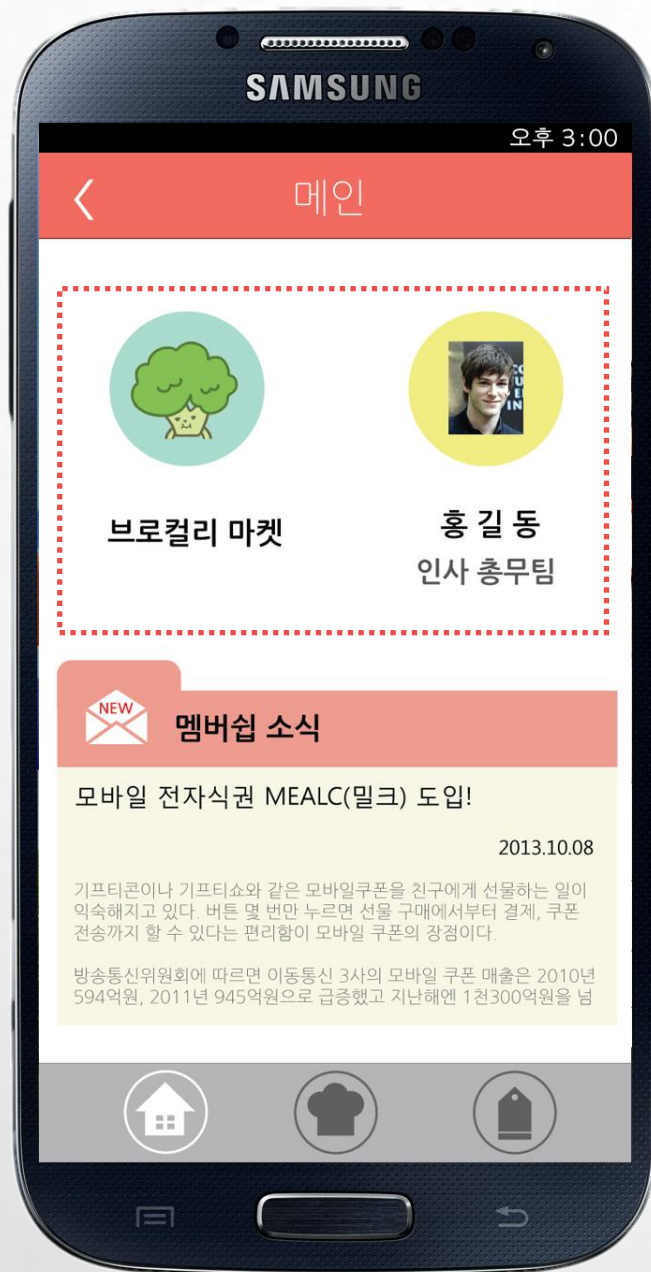 SAMSUNG
오후 3:00
메인
브로컬리 마켓
홍 길 동
인사 총무팀
NEW
멤버쉽 소식
모바일 전자식권 MEALC(밀크) 도입!
2013.10.08
기프티콘이나 기프티쇼와 같은 모바일쿠폰을 친구에게 선물하는 일이
익숙해지고 있다. 버튼 몇 번만 누르면 선물 구매에서부터 결제, 쿠폰
전송까지 할 수 있다는 편리함이 모바일 쿠폰의 장점이다.
방송통신위원회에 따르면 이동통신 3사의 모바일 쿠폰 매출은 2010년
594억원, 2011년 945억원으로 급증했고 지난해엔 1천300억원을 넘